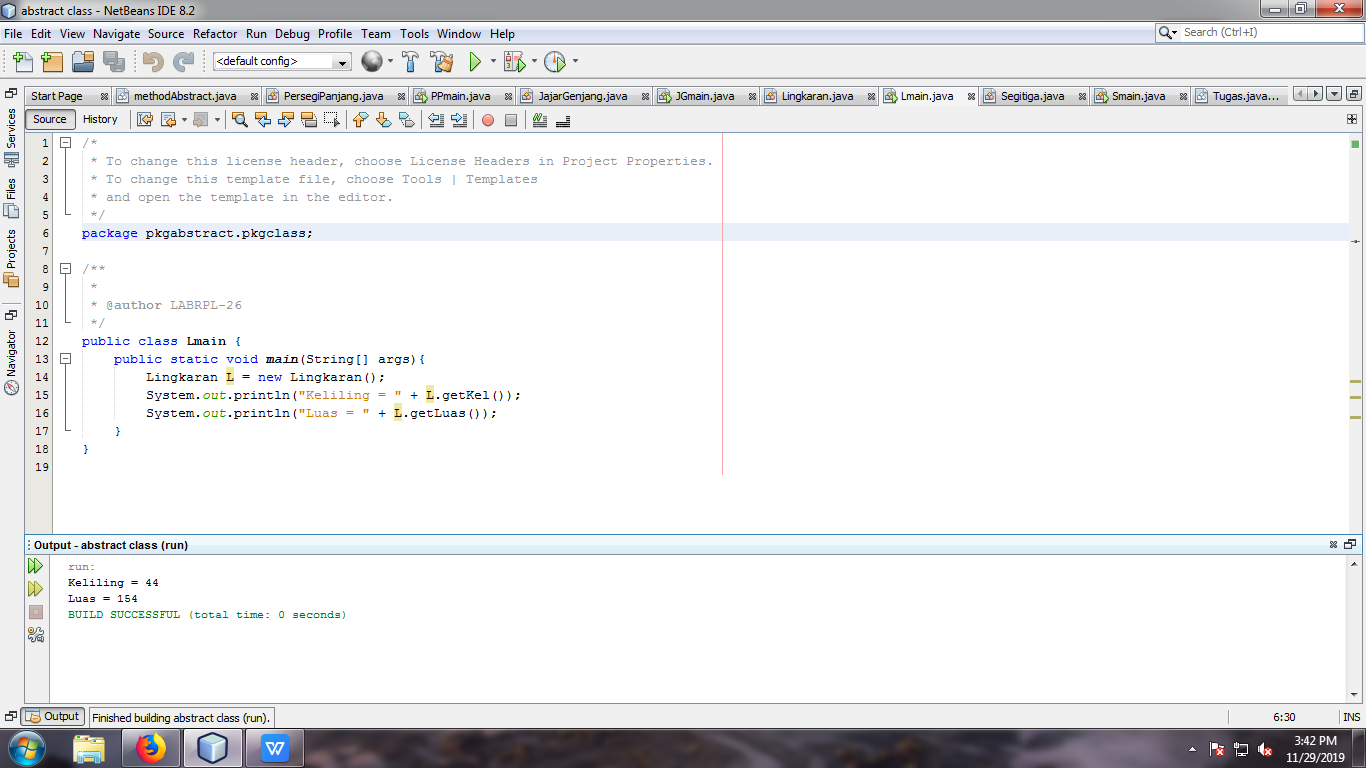 abstract class - NetBeans IDE 8.2
File Edit View Navigate Source Refactor Run Debug Profile Team Tools Window Help
Search (Ctrl+I)
<default config>
Start Page methodAbstract.java PersegiPanjang.java PPmain.java JajarGenjang.java JGmain.java Lingkaran.java Lmain.java Segitiga.java Smain.java Tugas.java...
Source History
Services
Files
Projects
Navigator
1 /*
2 * To change this license header, choose License Headers in Project Properties.
3 * To change this template file, choose Tools | Templates
4 * and open the template in the editor.
5 */
6 package pkgabstract.pkgclass;
7
8 /**
9 *
10 * @author LABRPL-26
11 */
12 public class Lmain {
13 public static void main(String[] args){
14 Lingkaran L = new Lingkaran();
15 System.out.println("Keliling = " + L.getKel());
16 System.out.println("Luas = " + L.getLuas());
17 }
18 }
19
Output - abstract class (run)
run:
Keliling = 44
Luas = 154
BUILD SUCCESSFUL (total time: 0 seconds)
Output
Finished building abstract class (run).
6:30 INS
3:42 PM
11/29/2019